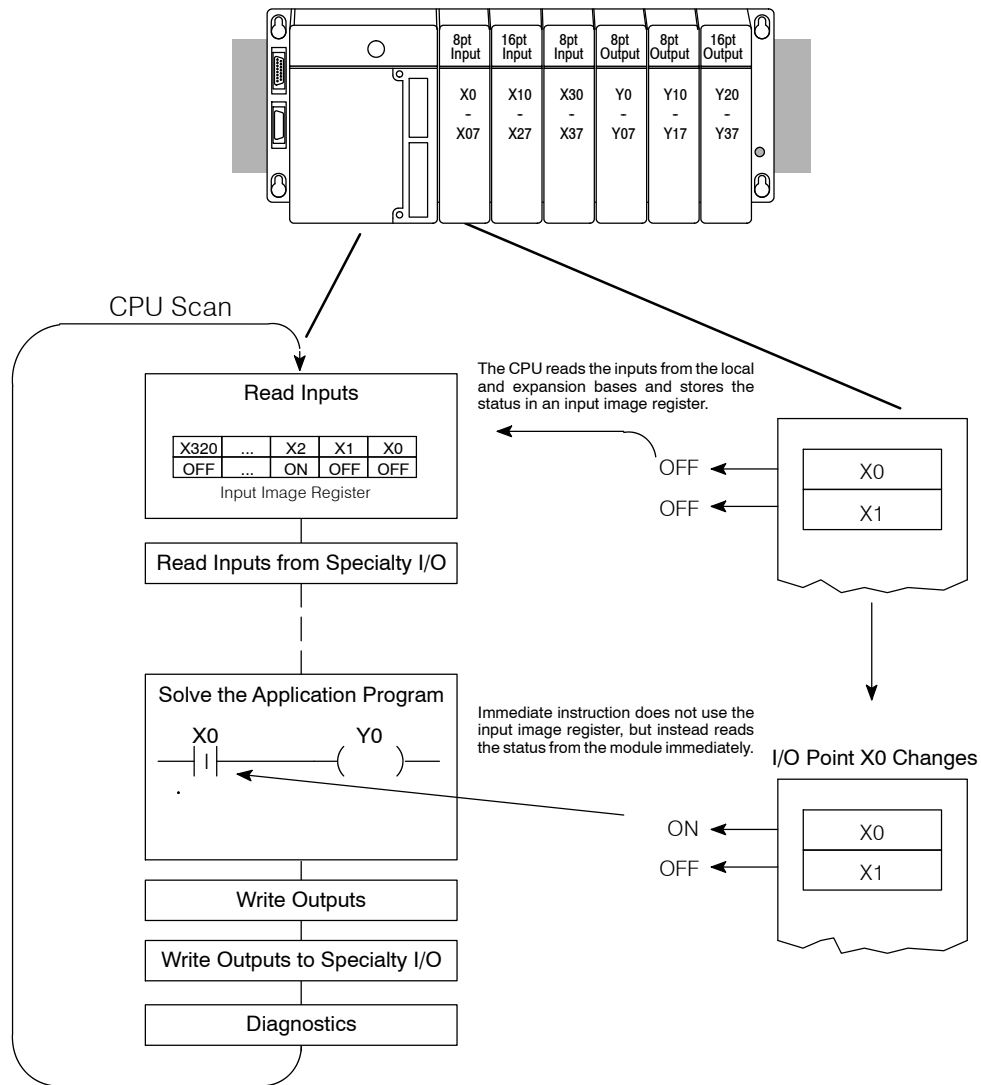 8pt Input
16pt Input
8pt Input
8pt Output
8pt Output
16pt Output
X0 - X07
X10 - X27
X30 - X37
Y0 - Y07
Y10 - Y17
Y20 - Y37
CPU Scan
Read Inputs
X320 ... X2 X1 X0
OFF ... ON OFF OFF
Input Image Register
The CPU reads the inputs from the local
and expansion bases and stores the
status in an input image register.
OFF X0
OFF X1
Read Inputs from Specialty I/O
Solve the Application Program
X0 Y0
Immediate instruction does not use the
input image register, but instead reads
the status from the module immediately.
I/O Point X0 Changes
ON X0
OFF X1
Write Outputs
Write Outputs to Specialty I/O
Diagnostics